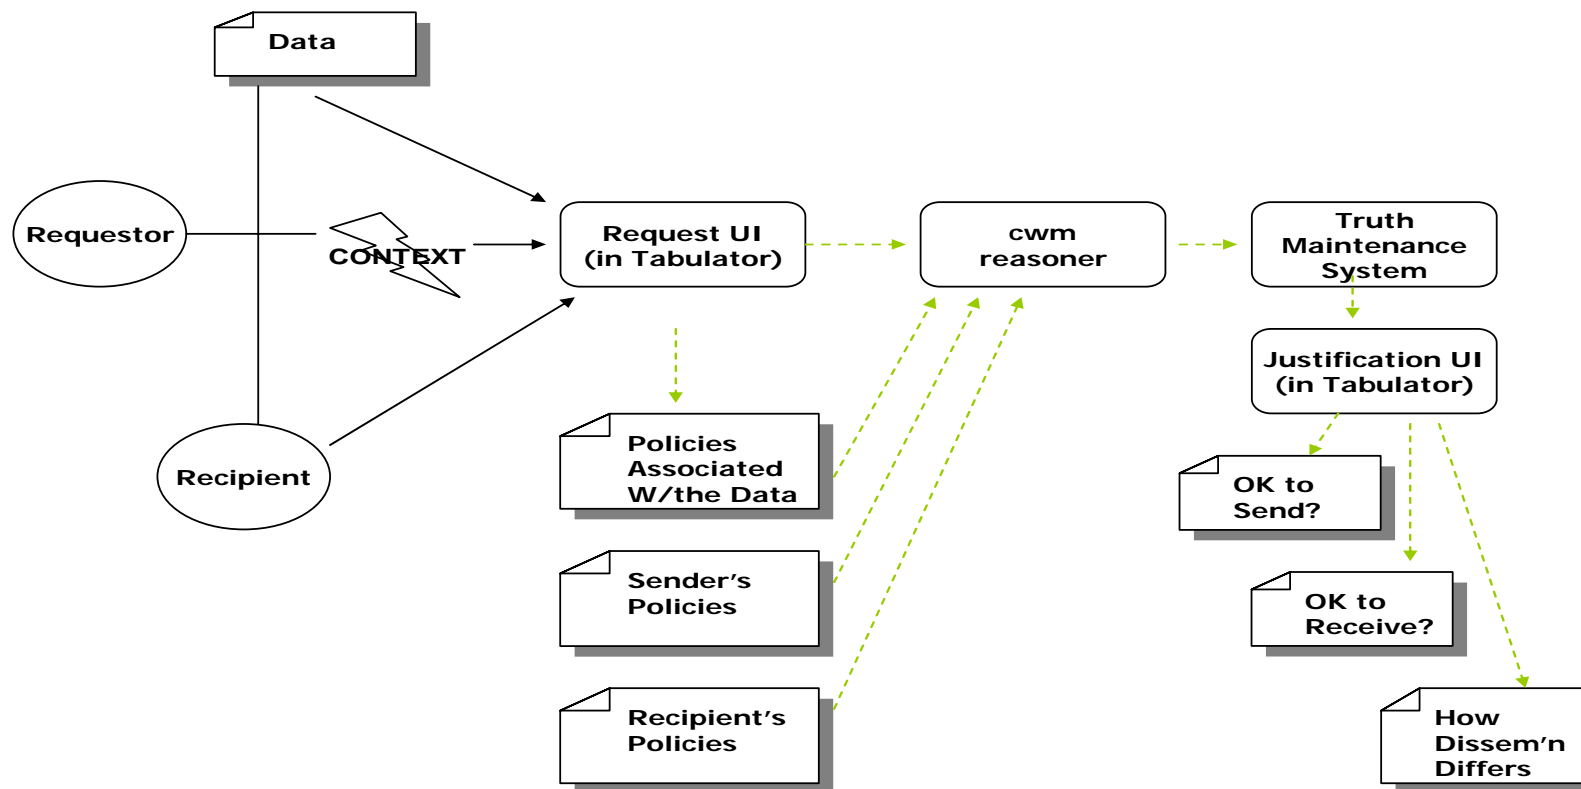 Data
Requestor
CONTEXT
Recipient
Request UI
(in Tabulator)
cwm
reasoner
Truth
Maintenance
System
Justification UI
(in Tabulator)
Policies
Associated
W/the Data
Sender’s
Policies
Recipient’s
Policies
OK to
Send?
OK to
Receive?
How
Dissem’n
Differs